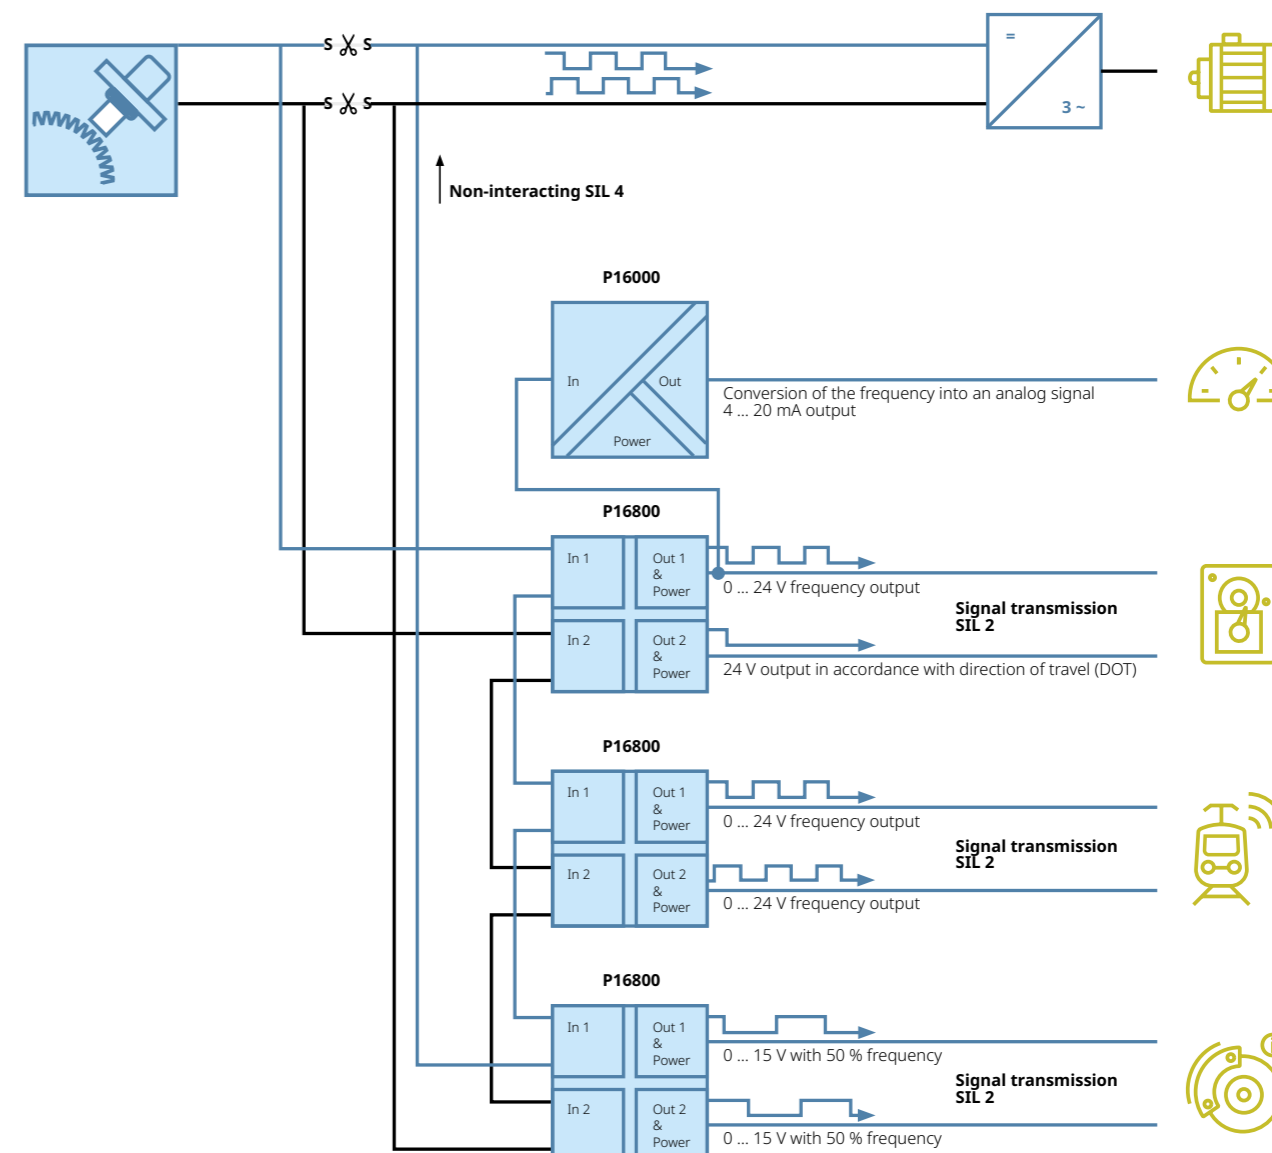 S S
=
3 ~
S S
Non-interacting SIL 4
P16000
In
Out
Power
Conversion of the frequency into an analog signal
4 ... 20 mA output
P16800
In 1
Out 1
&
Power
0 ... 24 V frequency output
Signal transmission
SIL 2
In 2
Out 2
&
Power
24 V output in accordance with direction of travel (DOT)
P16800
In 1
Out 1
&
Power
0 ... 24 V frequency output
Signal transmission
SIL 2
In 2
Out 2
&
Power
0 ... 24 V frequency output
P16800
In 1
Out 1
&
Power
0 ... 15 V with 50 % frequency
Signal transmission
SIL 2
In 2
Out 2
&
Power
0 ... 15 V with 50 % frequency